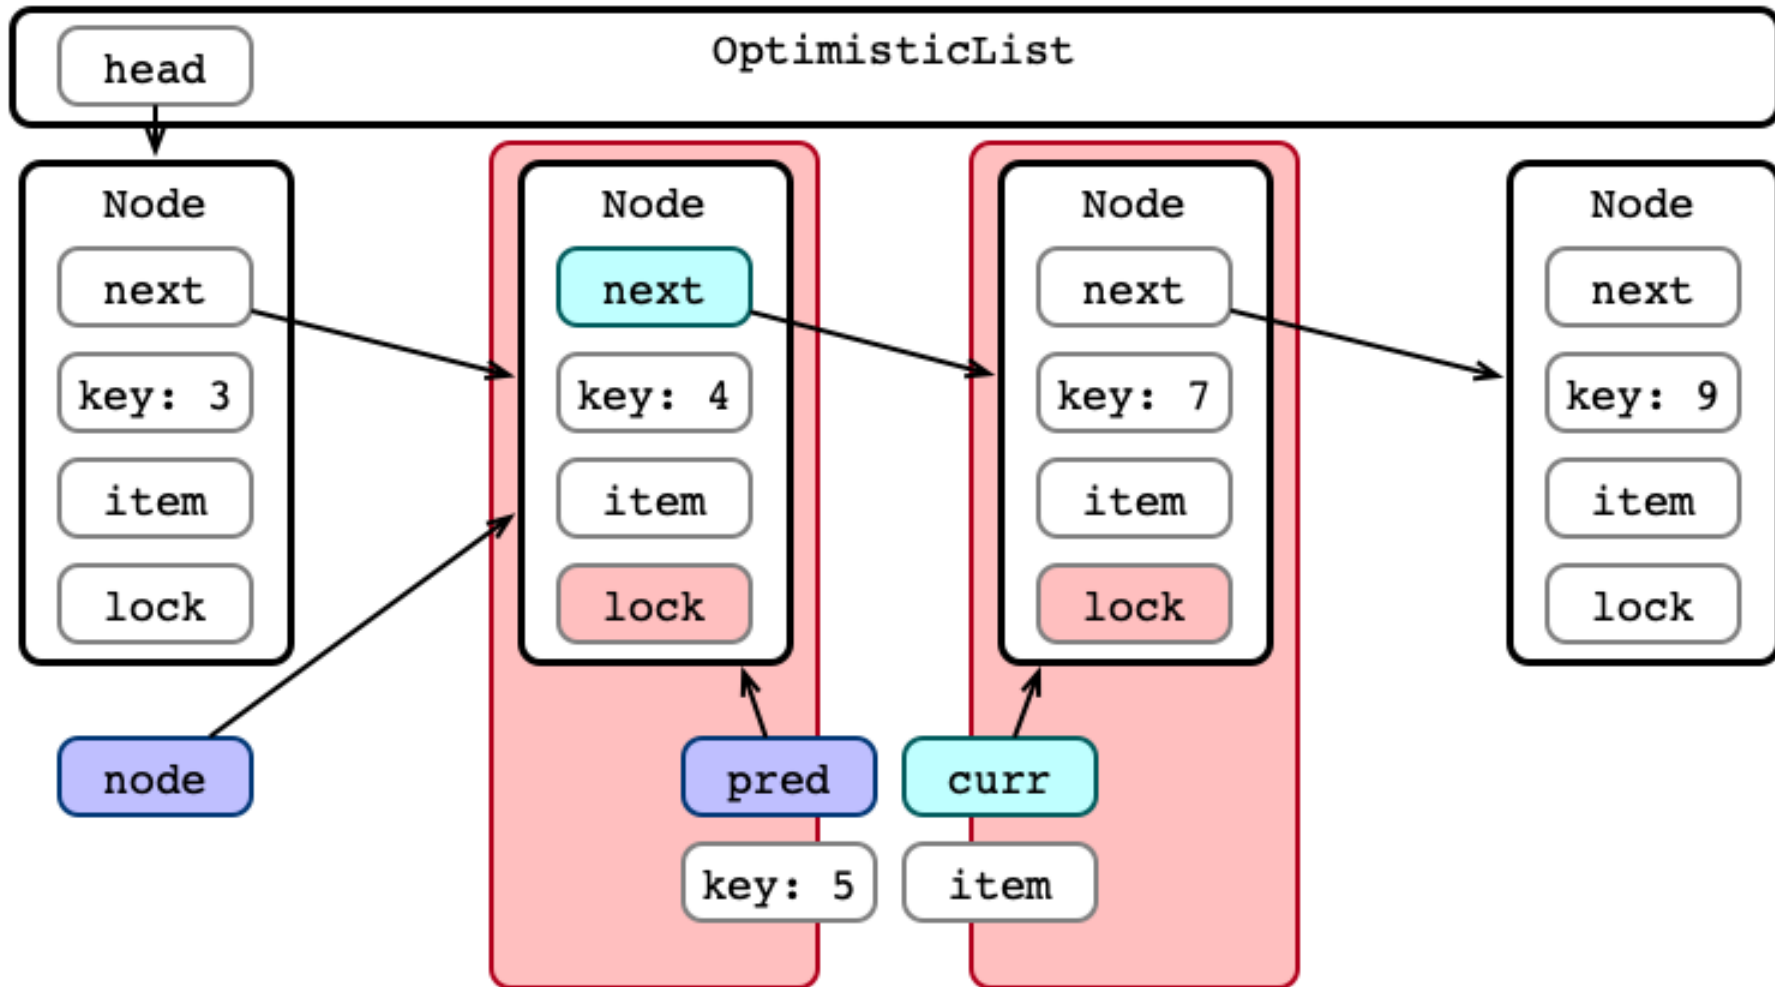 OptimisticList
head
Node
next
key: 3
item
lock
Node
next
key: 4
item
lock
Node
next
key: 7
item
lock
Node
next
key: 9
item
lock
node
pred
key: 5
curr
item